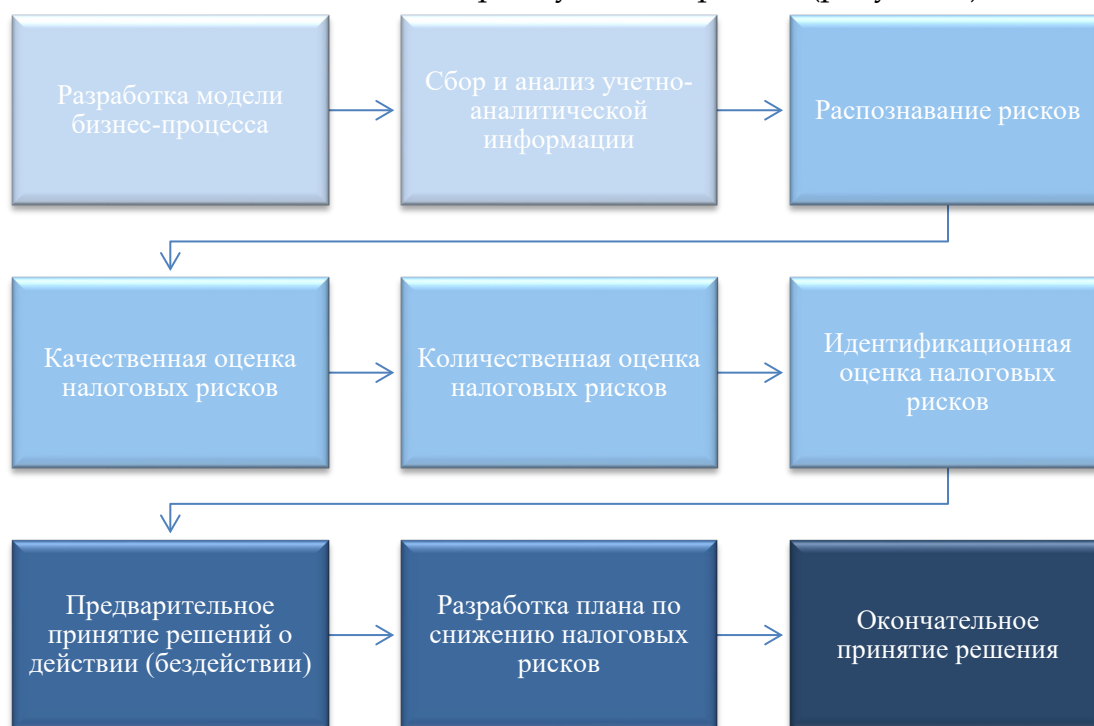 Разработка модели
бизнес-процесса
Сбор и анализ учетно-
аналитической
информации
Распознавание рисков
Качественная оценка
налоговых рисков
Количественная оценка
налоговых рисков
Идентификационная
оценка налоговых
рисков
Предварительное
принятие решений о
действии (бездействии)
Разработка плана по
снижению налоговых
рисков
Окончательное
принятие решения